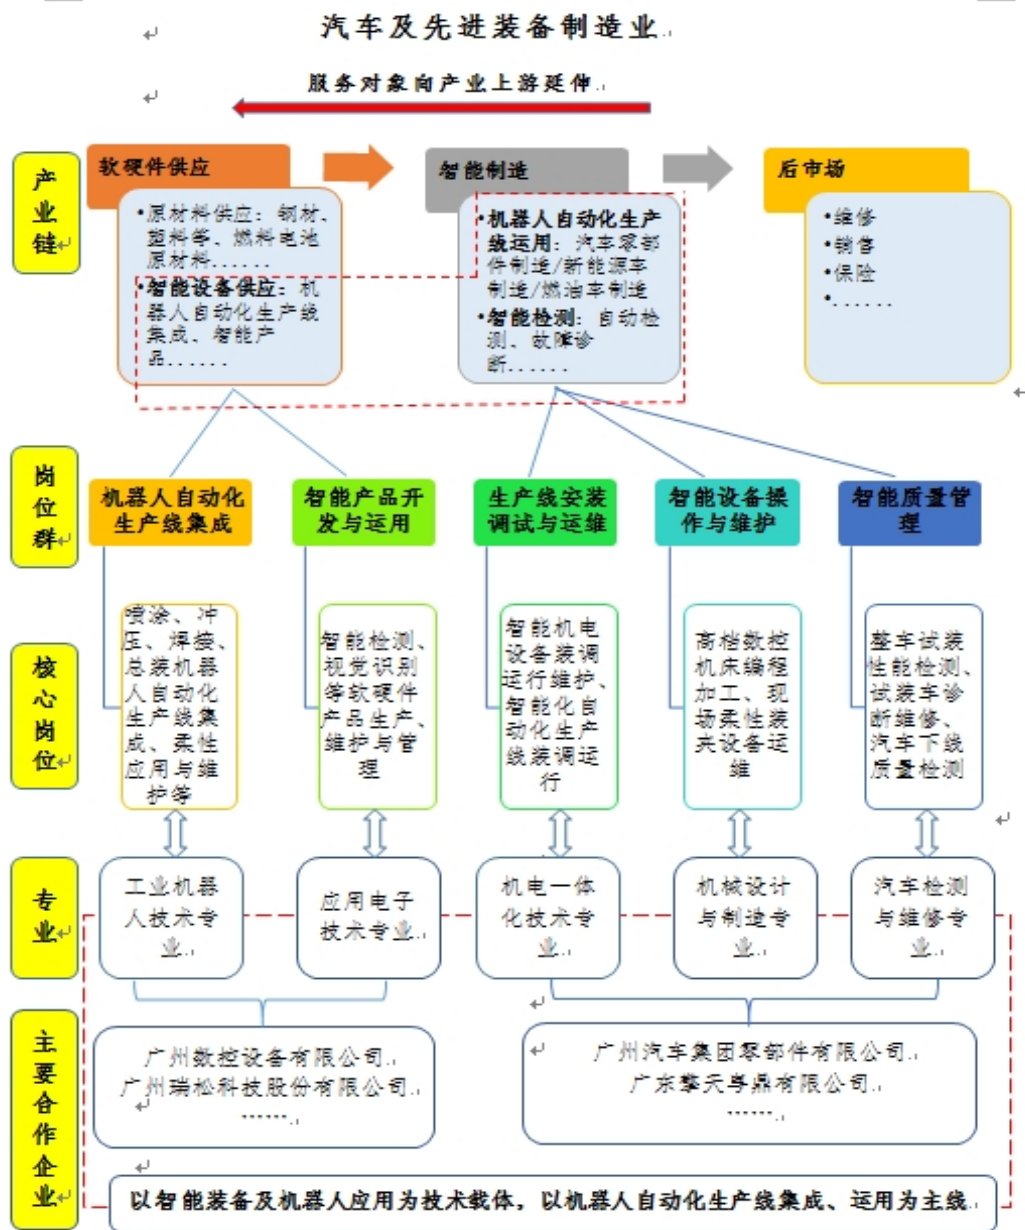 汽车及先进装备制造业
服务对象向产业上游延伸
产
业
链
软硬件供应
•原材料供应：钢材、
塑料等、燃料电池
原材料......
•智能设备供应：机
器人自动化生产线
集成、智能产
品......
智能制造
•机器人自动化生产
线运用：汽车零部
件制造/新能源车
制造/燃油车制造
•智能检测：自动检
测、故障诊
断......
后市场
•维修
•销售
•保险
•......
岗
位
群
机器人自动化
生产线集成
智能产品开
发与运用
生产线安装
调试与运维
智能设备操
作与维护
智能质量管
理
核
心
岗
位
喷涂、冲
压、焊接、
总装机器
人自动化
生产线集
成、柔性
应用与维
护等
智能检测、
视觉识别
等软硬件
产品生产、
维护与管
理
智能机电
设备装调
运行维护、
智能化自
动化生产
线装调运
行
高档数控
机床编程
加工、现
场柔性装
夹设备运
维
整车试装
性能检测、
试装车诊
断维修、
汽车下线
质量检测
专
业
工业机器
人技术专
业
应用电子
技术专业
机电一体
化技术专
业
机械设计
与制造专
业
汽车检测
与维修专
业
主
要
合
作
企
业
广州数控设备有限公司
广州瑞松科技股份有限公司
......
广州汽车集团零部件有限公司
广东擎天粤鼎有限公司
......
以智能装备及机器人应用为技术载体，以机器人自动化生产线集成、运用为主线